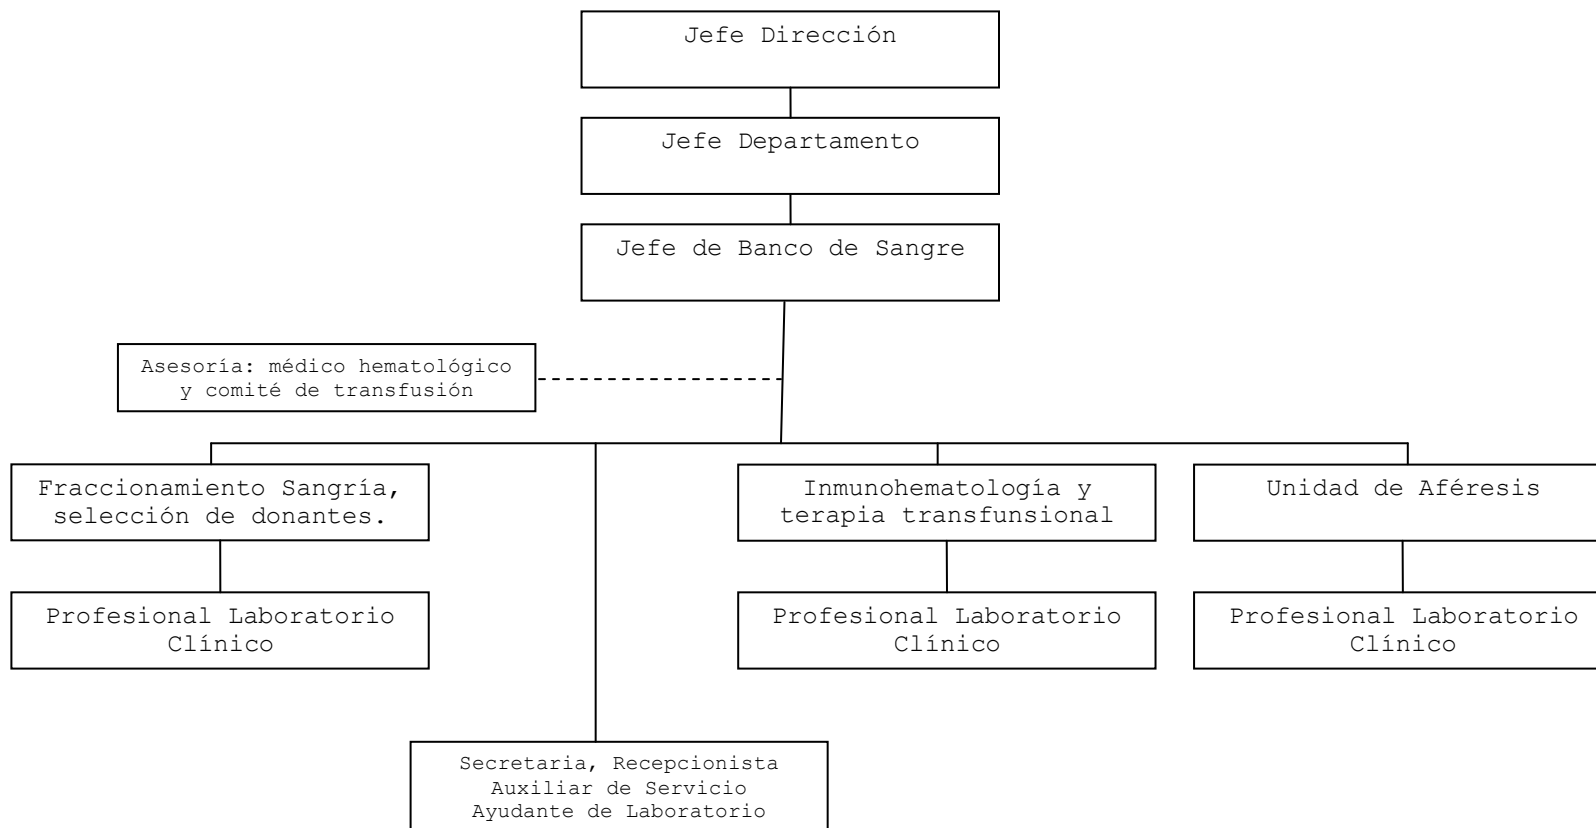 Jefe Dirección
Jefe Departamento
Jefe de Banco de Sangre
Asesoría: médico hematológico
y comité de transfusión
Fraccionamiento Sangría,
selección de donantes.
Inmunohematología y
terapia transfunsional
Unidad de Aféresis
Profesional Laboratorio
Clínico
Profesional Laboratorio
Clínico
Profesional Laboratorio
Clínico
Secretaria, Recepcionista
Auxiliar de Servicio
Ayudante de Laboratorio